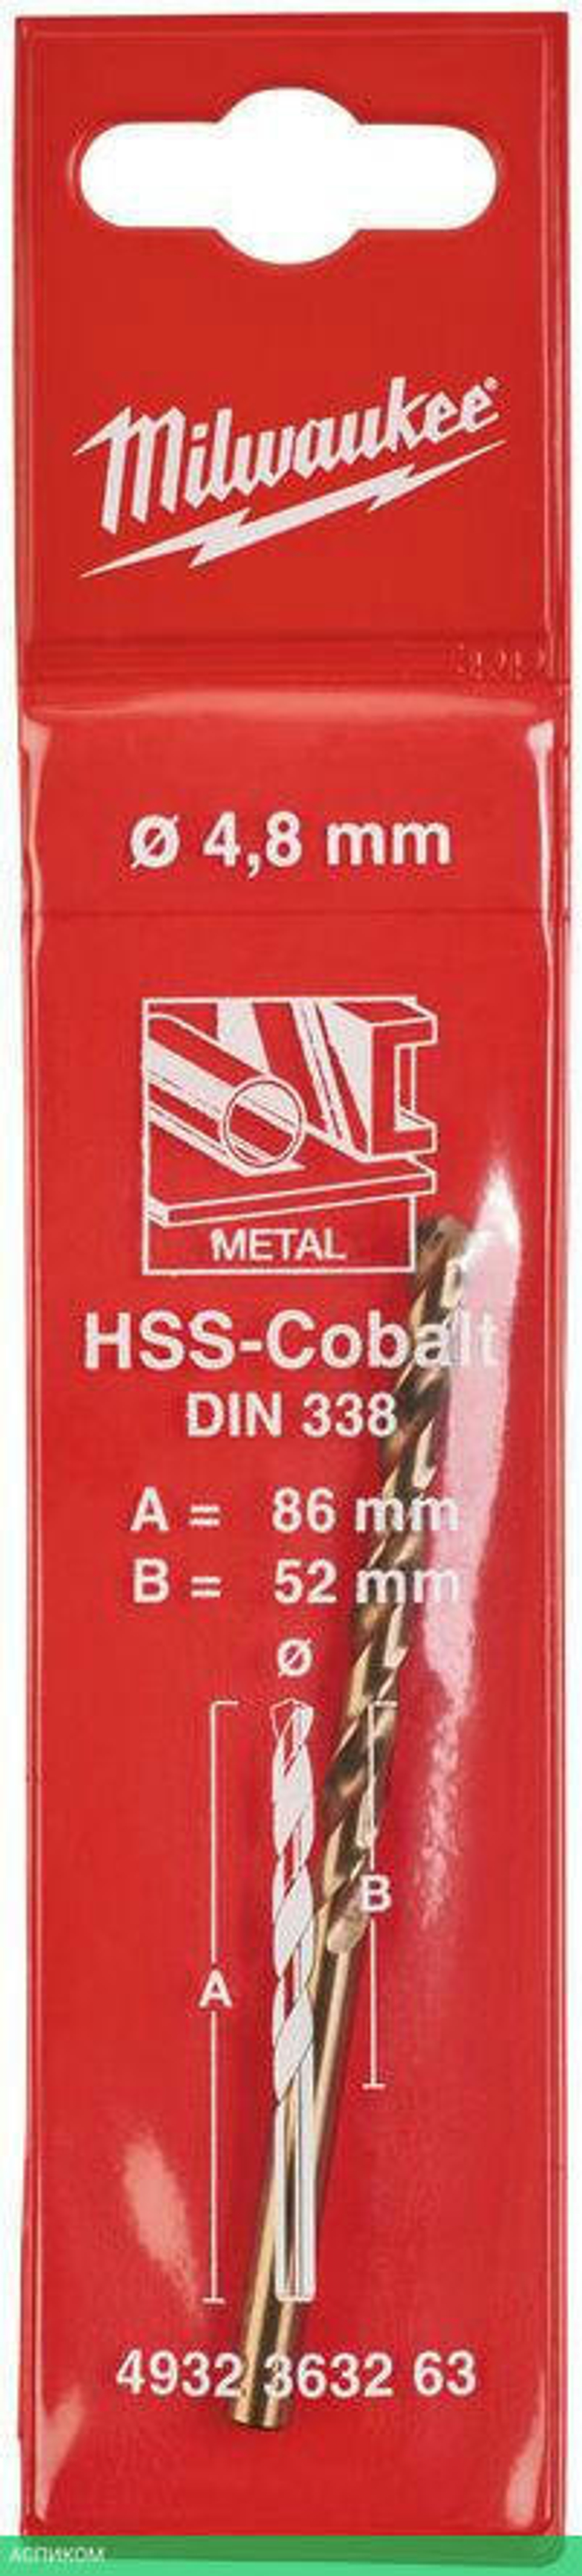 Milwaukee®
Ø 4,8 mm
METAL
HSS-Cobalt
DIN 338
A = 86 mm
B = 52 mm
Ø
B
A
4932 3632 63
АСПИКОМ